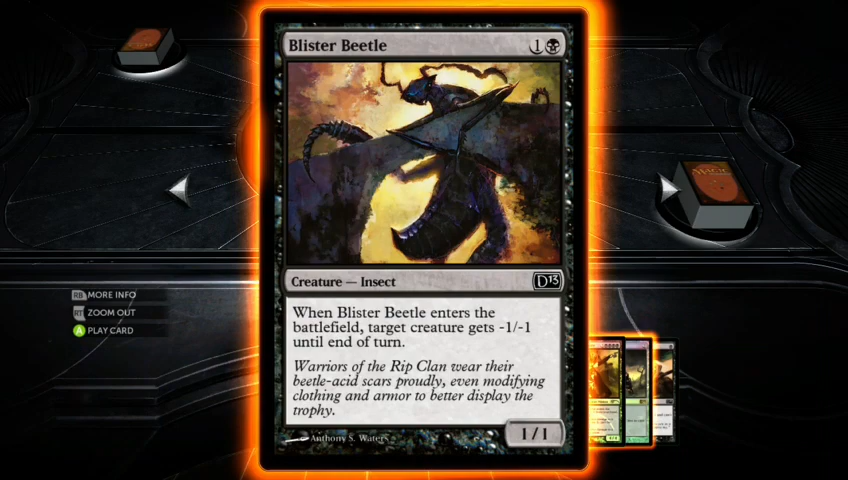 Blister Beetle 1
Creature — Insect D13
When Blister Beetle enters the
battlefield, target creature gets -1/-1
until end of turn.
Warriors of the Rip Clan wear their
beetle-acid scars proudly, even modifying
clothing and armor to better display the
trophy.
Anthony S. Waters
1/1
RB MORE INFO
RT ZOOM OUT
A PLAY CARD
MAGIC